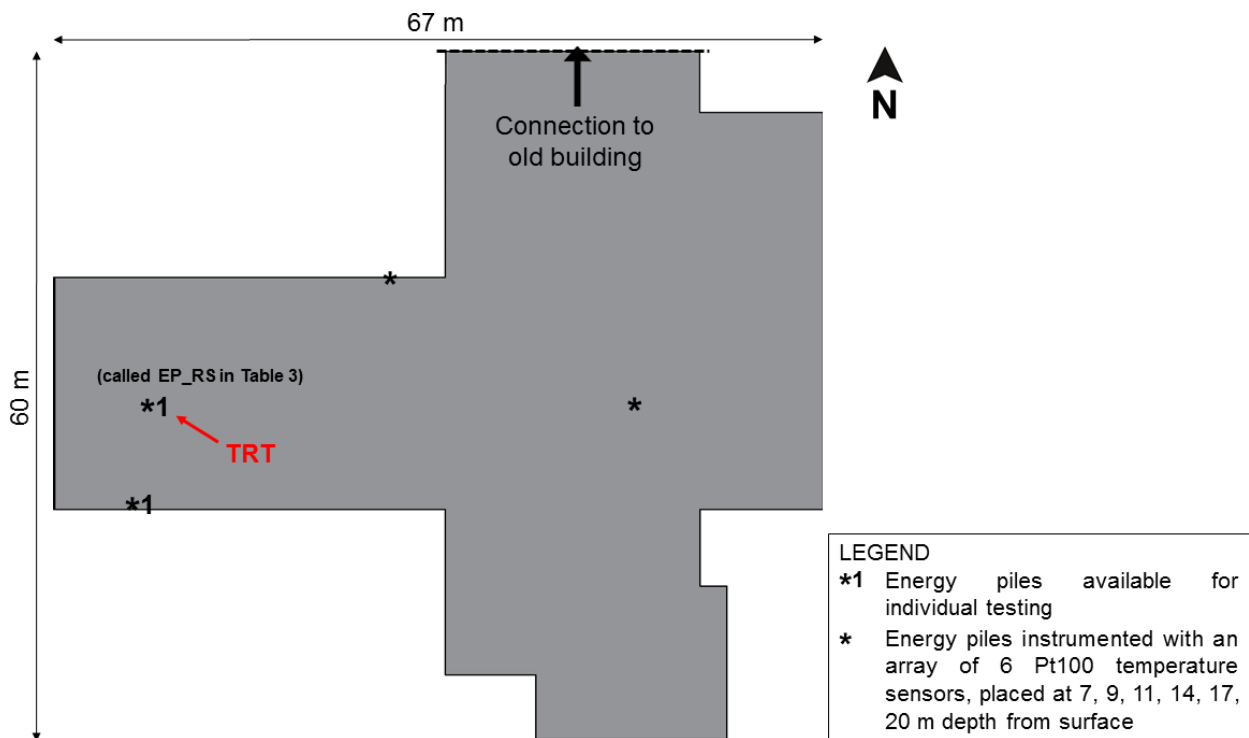 67 m
N
Connection to
old building
60 m
(called EP_RS in Table 3)
*1
TRT
*
*
*1
LEGEND
*1 Energy piles available for
individual testing
* Energy piles instrumented with an
array of 6 Pt100 temperature
sensors, placed at 7, 9, 11, 14, 17,
20 m depth from surface